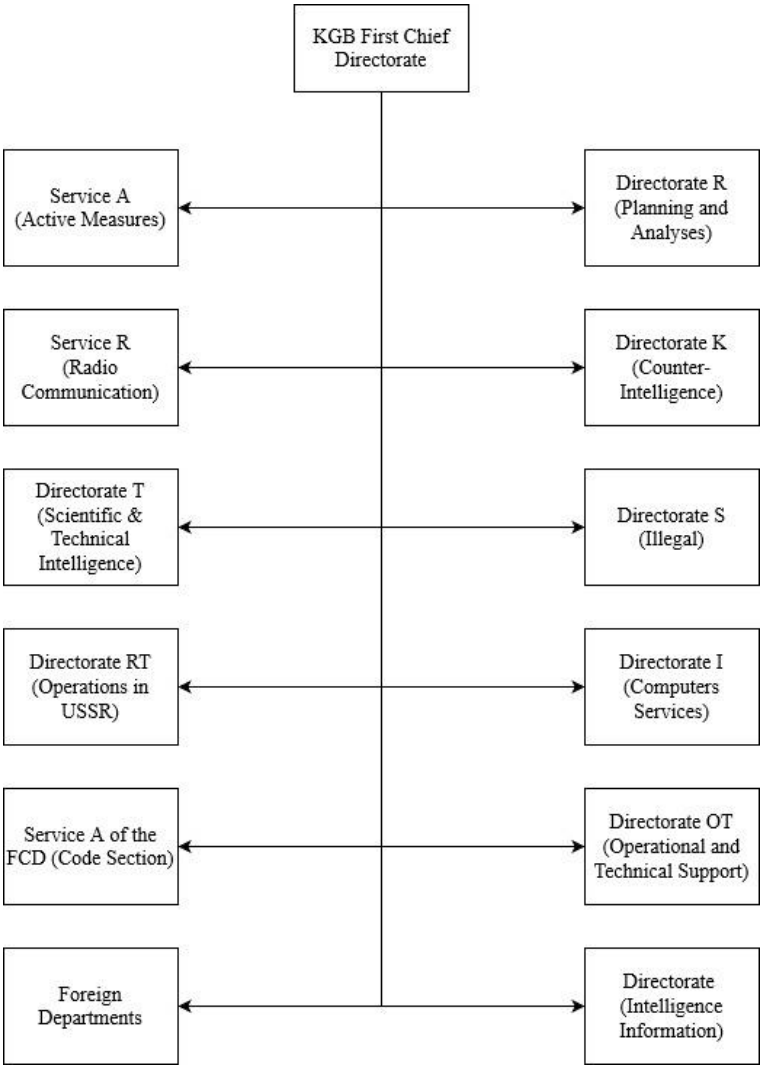 KGB First Chief
Directorate
Service A
(Active Measures)
Directorate R
(Planning and
Analyses)
Service R
(Radio
Communication)
Directorate K
(Counter-
Intelligence)
Directorate T
(Scientific &
Technical
Intelligence)
Directorate S
(Illegal)
Directorate RT
(Operations in
USSR)
Directorate I
(Computers
Services)
Service A of the
FCD (Code Section)
Directorate OT
(Operational and
Technical Support)
Foreign
Departments
Directorate
(Intelligence
Information)